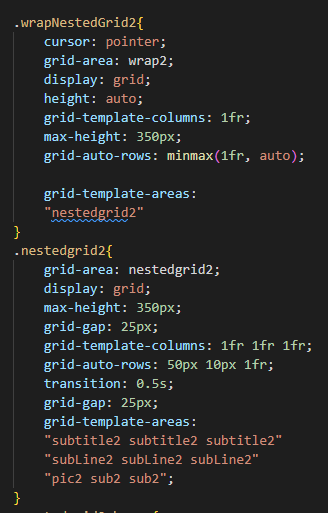 .wrapNestedGrid2{
    cursor: pointer;
    grid-area: wrap2;
    display: grid;
    height: auto;
    grid-template-columns: 1fr;
    max-height: 350px;
    grid-auto-rows: minmax(1fr, auto);

    grid-template-areas:
    "nestedgrid2"
}
.nestedgrid2{
    grid-area: nestedgrid2;
    display: grid;
    max-height: 350px;
    grid-gap: 25px;
    grid-template-columns: 1fr 1fr 1fr;
    grid-auto-rows: 50px 10px 1fr;
    transition: 0.5s;
    grid-gap: 25px;
    grid-template-areas:
    "subtitle2 subtitle2 subtitle2"
    "subLine2 subLine2 subLine2"
    "pic2 sub2 sub2";
}